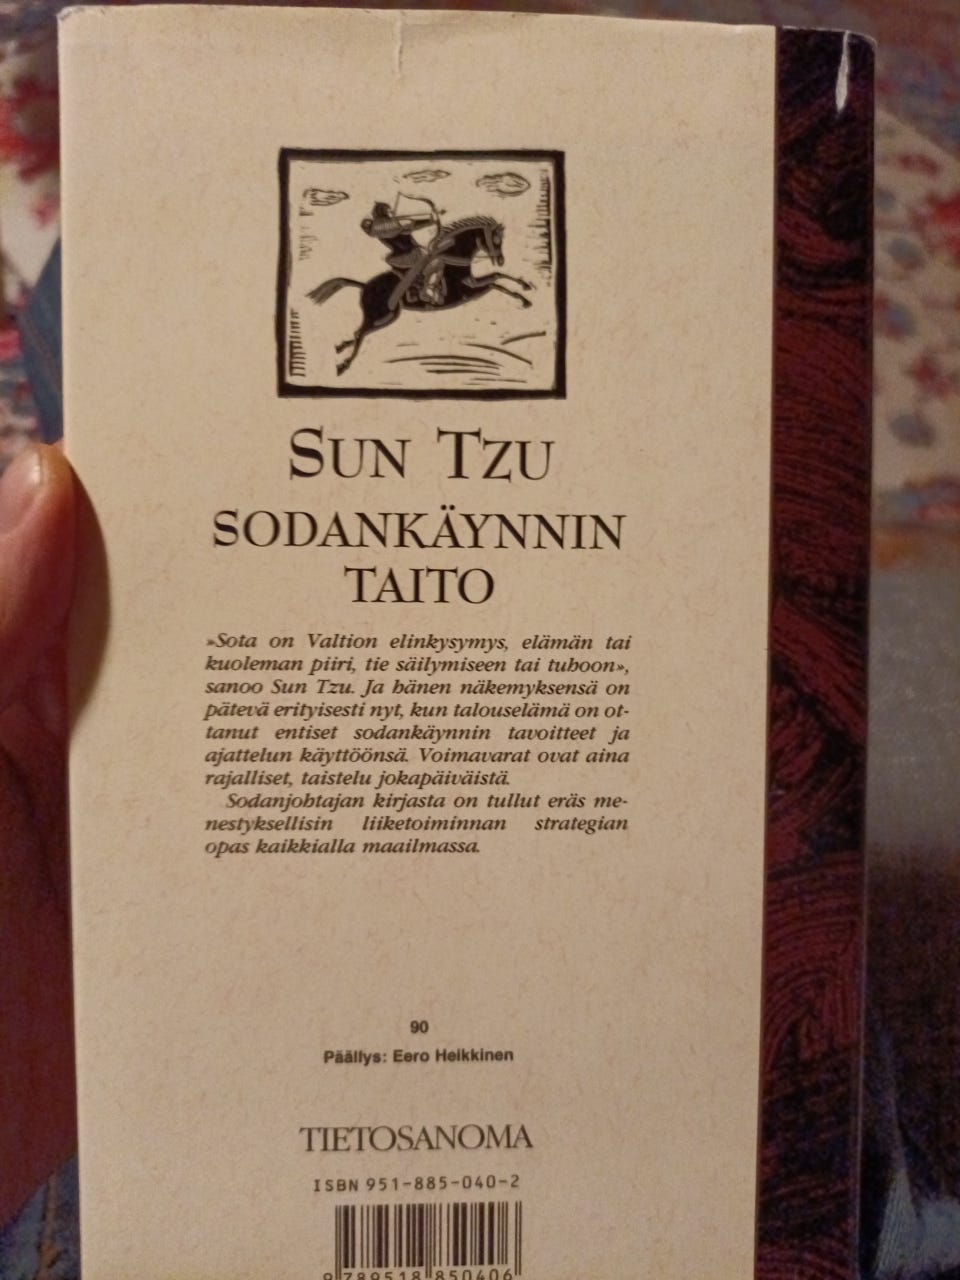 SUN TZU
SODANKÄYNNIN
TAITO
»Sota on Valtion elinkysymys, elämän tai
kuoleman piiri, tie säilymiseen tai tuhoon»,
sanoo Sun Tzu. Ja hänen näkemyksensä on
pätevä erityisesti nyt, kun talouselämä on ot-
tanut entiset sodankäynnin tavoitteet ja
ajattelun käyttöönsä. Voimavarat ovat aina
rajalliset, taistelu jokapäiväistä.
Sodanjohtajan kirjasta on tullut eräs me-
nestyksellisin liiketoiminnan strategian
opas kaikkialla maailmassa.
90
Päällys: Eero Heikkinen
TIETOSANOMA
ISBN 951-885-040-2
9 789518 850406